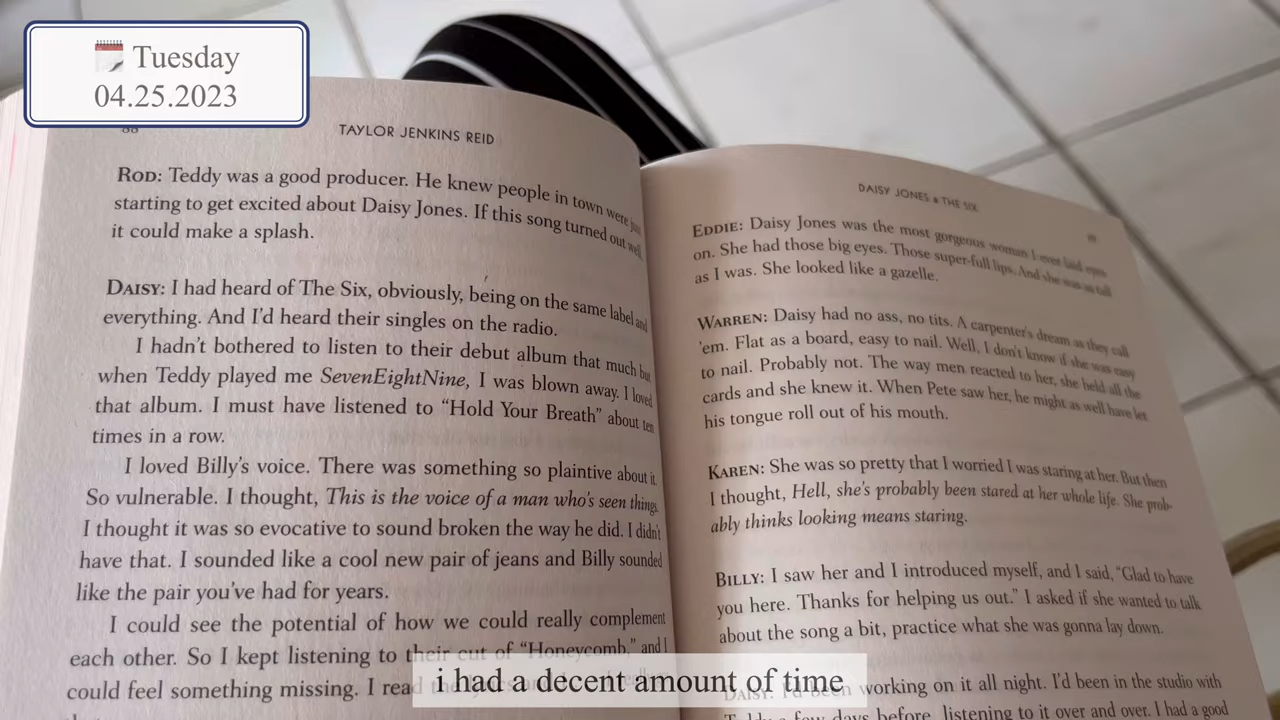 Tuesday
04.25.2023
88
TAYLOR JENKINS REID
ROD: Teddy was a good producer. He knew people in town were just
starting to get excited about Daisy Jones. If this song turned out well,
it could make a splash.
DAISY: I had heard of The Six, obviously, being on the same label and
everything. And I'd heard their singles on the radio.
I hadn't bothered to listen to their debut album that much but
when Teddy played me SevenEightNine, I was blown away. I loved
that album. I must have listened to “Hold Your Breath” about ten
times in a row.
I loved Billy's voice. There was something so plaintive about it.
So vulnerable. I thought, This is the voice of a man who's seen things.
I thought it was so evocative to sound broken the way he did. I didn't
have that. I sounded like a cool new pair of jeans and Billy sounded
like the pair you've had for years.
I could see the potential of how we could really complement
each other. So I kept listening to their cut of “Honeycomb,” and I
could feel something missing. I read
DAISY JONES & THE SIX
EDDIE: Daisy Jones was the most gorgeous woman I ever laid eyes
on. She had those big eyes. Those super-full lips. And she was as tall
as I was. She looked like a gazelle.
WARREN: Daisy had no ass, no tits. A carpenter's dream as they call
'em. Flat as a board, easy to nail. Well, I don't know if she was easy
to nail. Probably not. The way men reacted to her, she held all the
cards and she knew it. When Pete saw her, he might as well have let
his tongue roll out of his mouth.
KAREN: She was so pretty that I worried I was staring at her. But then
I thought, Hell, she's probably been stared at her whole life. She prob-
ably thinks looking means staring.
BILLY: I saw her and I introduced myself, and I said, “Glad to have
you here. Thanks for helping us out.” I asked if she wanted to talk
about the song a bit, practice what she was gonna lay down.
DAISY: I'd been working on it all night. I'd been in the studio with
few days before, listening to it over and over. I had a good
i had a decent amount of time